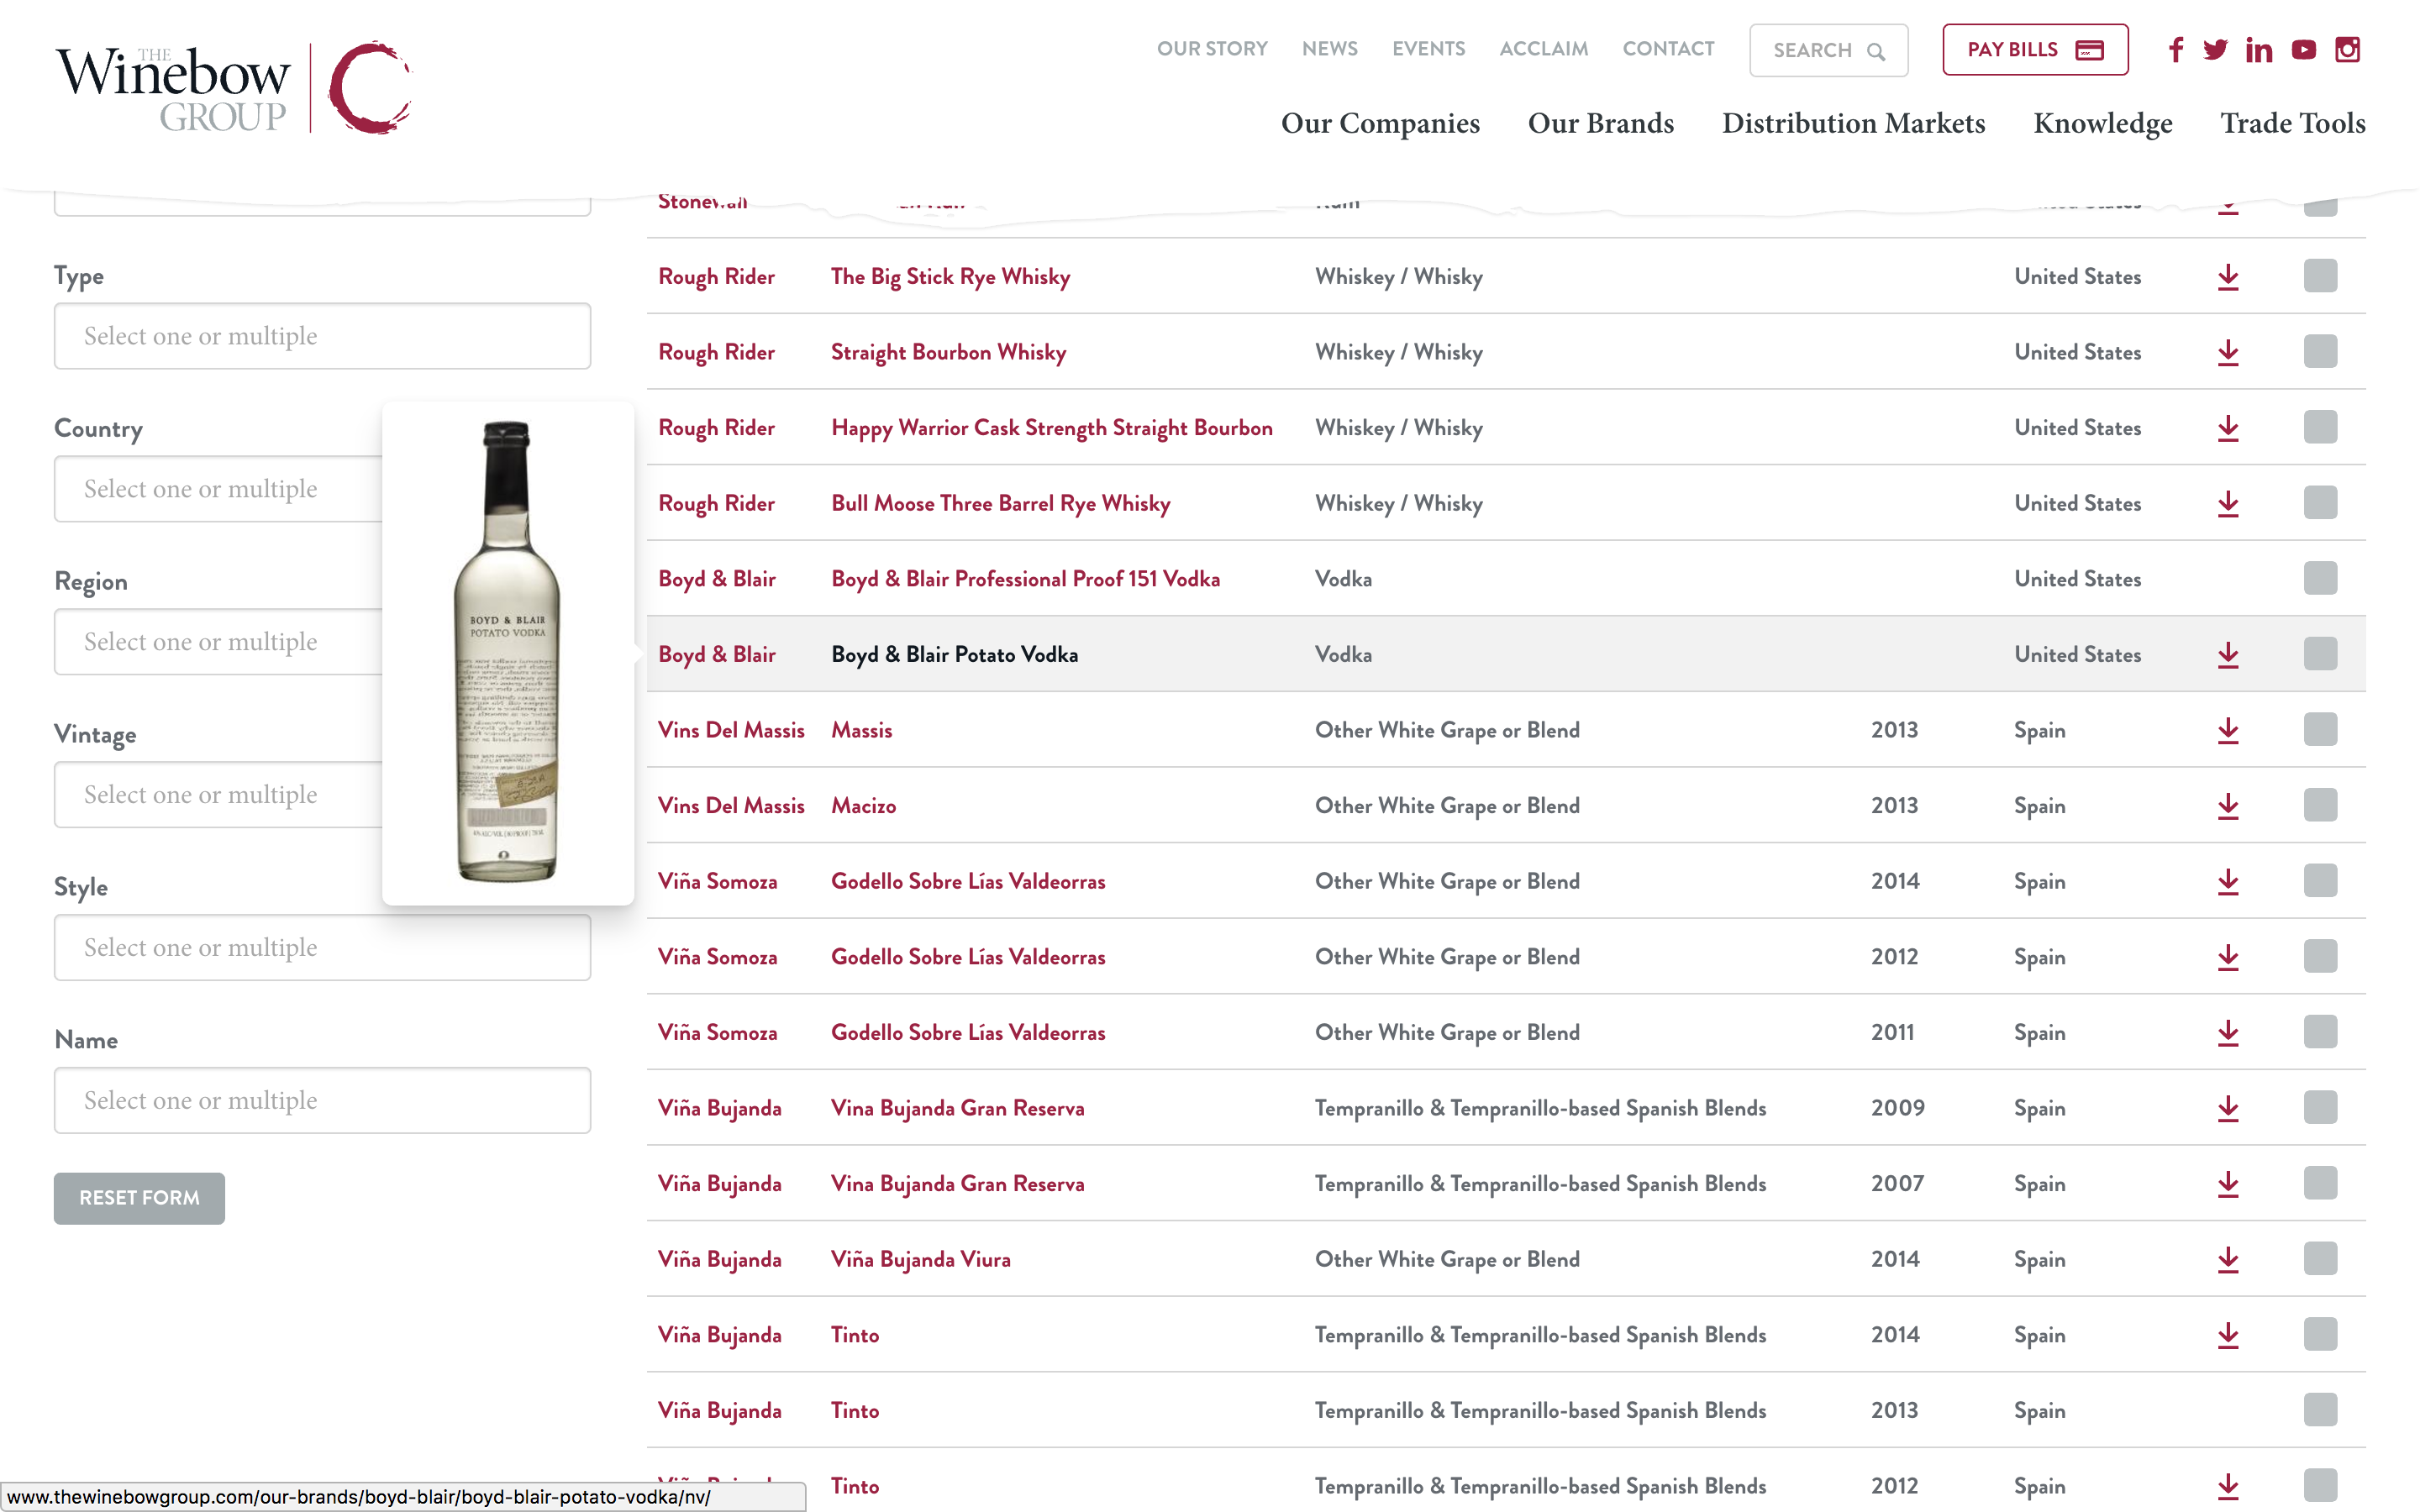 THE
Winebow
GROUP
OUR STORY NEWS EVENTS ACCLAIM CONTACT SEARCH PAY BILLS
Our Companies Our Brands Distribution Markets Knowledge Trade Tools
Stonewall
Type
Select one or multiple
Country
Select one or multiple
Region
Select one or multiple
Vintage
Select one or multiple
Style
Select one or multiple
Name
Select one or multiple
RESET FORM
BOYD & BLAIR
POTATO VODKA
Rough Rider The Big Stick Rye Whisky Whiskey / Whisky United States
Rough Rider Straight Bourbon Whisky Whiskey / Whisky United States
Rough Rider Happy Warrior Cask Strength Straight Bourbon Whiskey / Whisky United States
Rough Rider Bull Moose Three Barrel Rye Whisky Whiskey / Whisky United States
Boyd & Blair Boyd & Blair Professional Proof 151 Vodka Vodka United States
Boyd & Blair Boyd & Blair Potato Vodka Vodka United States
Vins Del Massis Massis Other White Grape or Blend 2013 Spain
Vins Del Massis Macizo Other White Grape or Blend 2013 Spain
Viña Somoza Godello Sobre Lías Valdeorras Other White Grape or Blend 2014 Spain
Viña Somoza Godello Sobre Lías Valdeorras Other White Grape or Blend 2012 Spain
Viña Somoza Godello Sobre Lías Valdeorras Other White Grape or Blend 2011 Spain
Viña Bujanda Vina Bujanda Gran Reserva Tempranillo & Tempranillo-based Spanish Blends 2009 Spain
Viña Bujanda Vina Bujanda Gran Reserva Tempranillo & Tempranillo-based Spanish Blends 2007 Spain
Viña Bujanda Viña Bujanda Viura Other White Grape or Blend 2014 Spain
Viña Bujanda Tinto Tempranillo & Tempranillo-based Spanish Blends 2014 Spain
Viña Bujanda Tinto Tempranillo & Tempranillo-based Spanish Blends 2013 Spain
Tinto Tempranillo & Tempranillo-based Spanish Blends 2012 Spain
www.thewinebowgroup.com/our-brands/boyd-blair/boyd-blair-potato-vodka/nv/